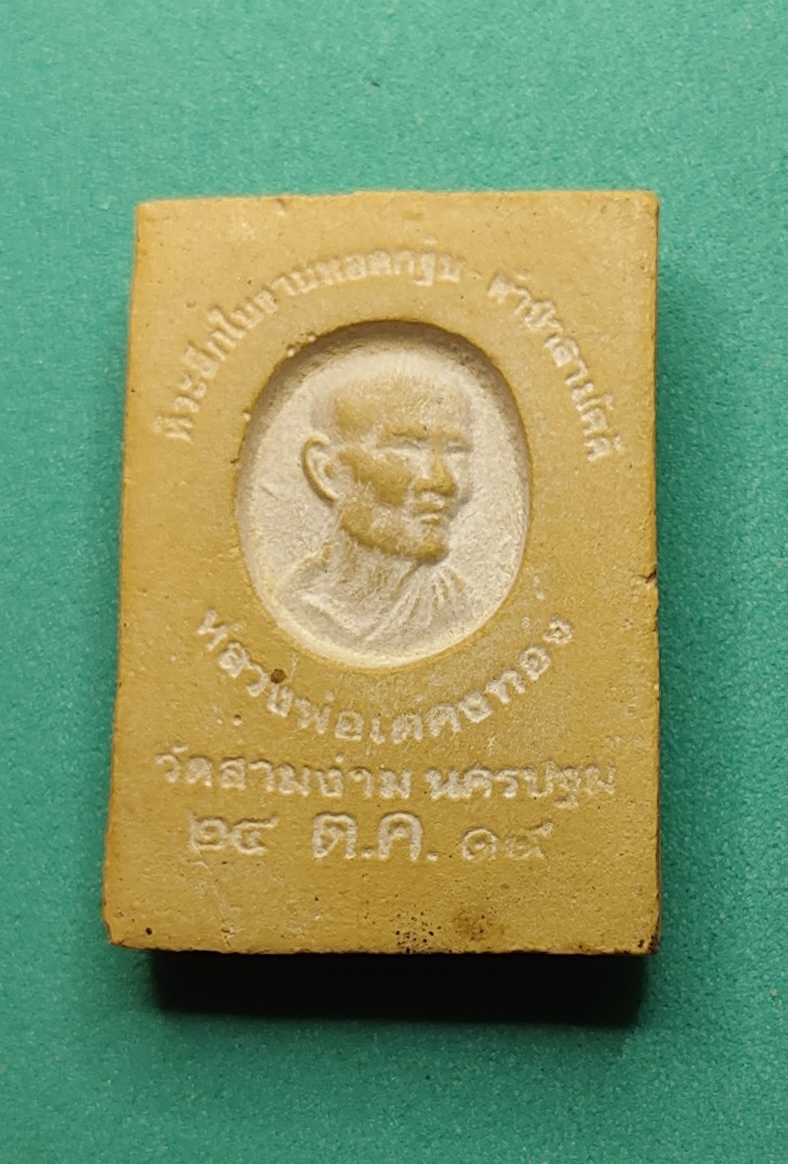 ที่ระลึกในงานทอดกฐิน - ผ้าป่าสามัคคี
หลวงพ่อเต๋คงทอง
วัดสามง่าม นครปฐม
๒๔ ต.ค. ๑๙